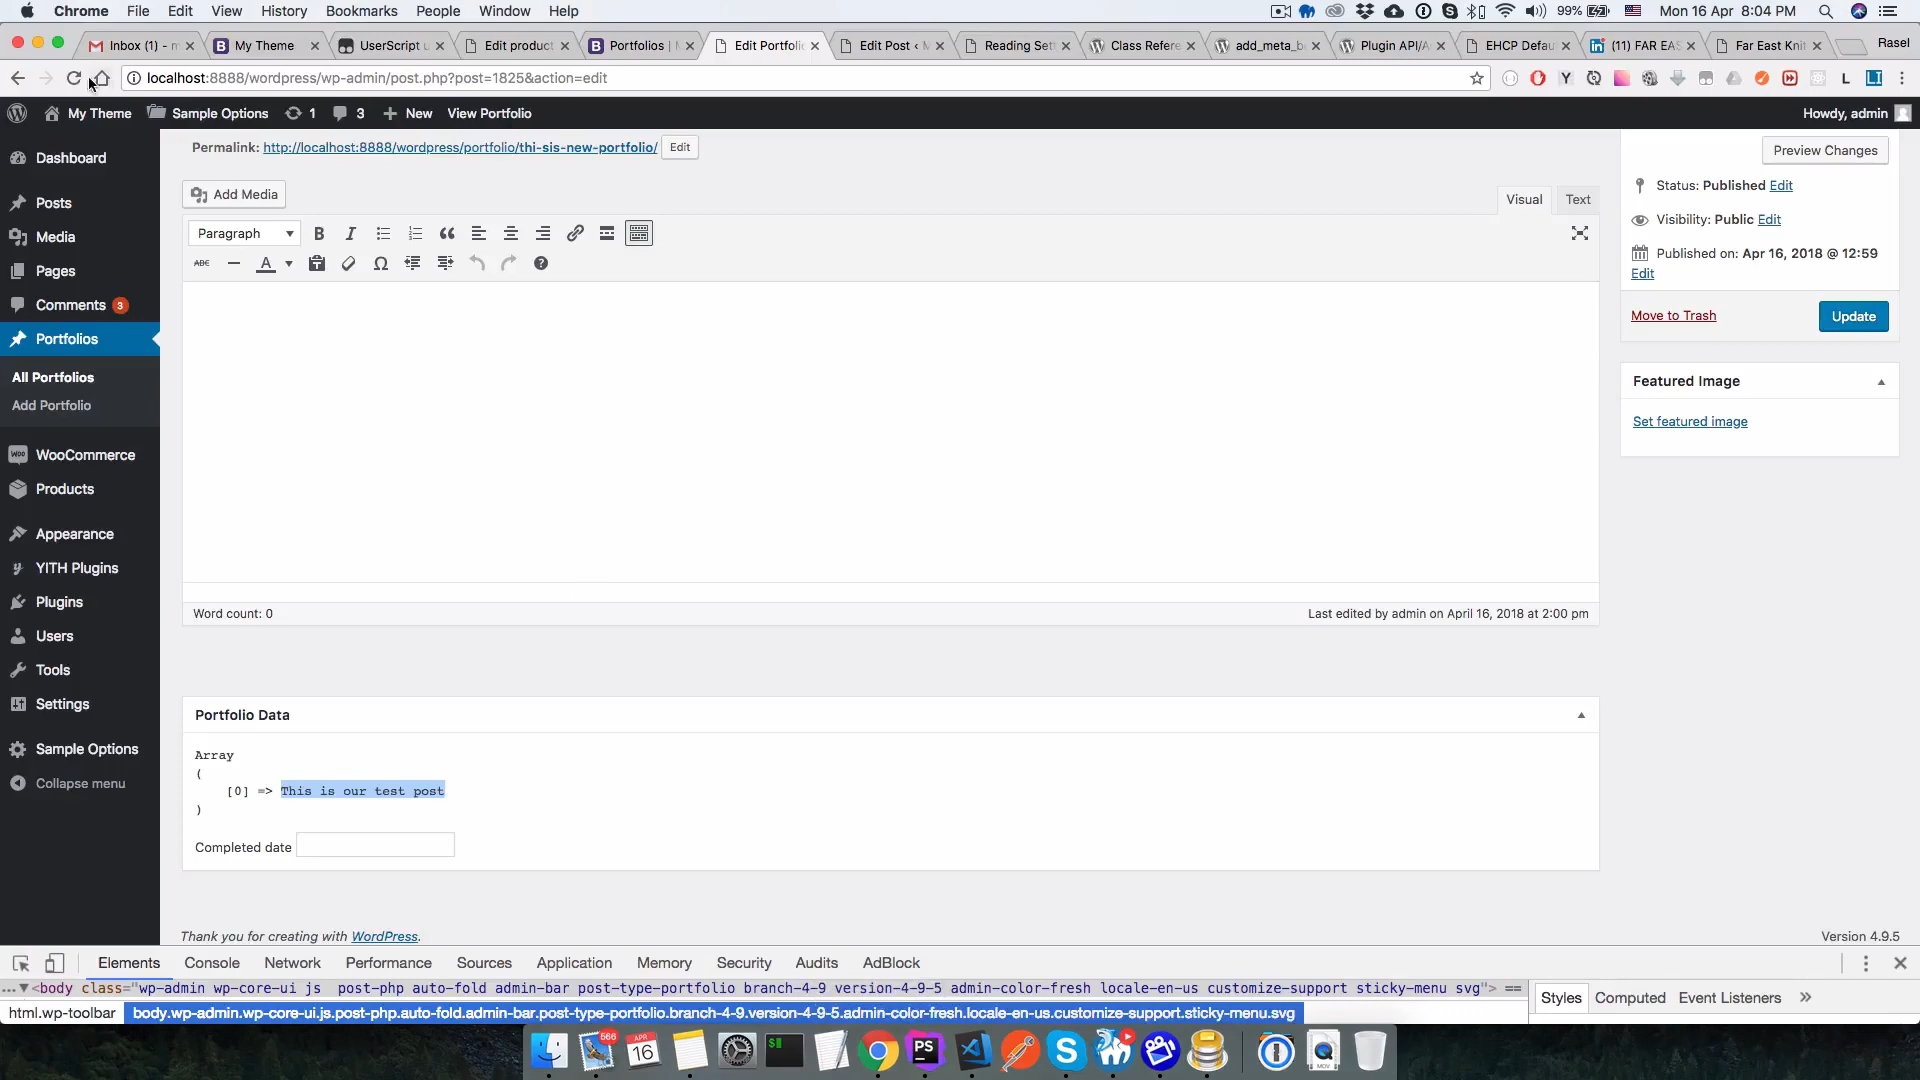 Chrome File Edit View History Bookmarks People Window Help 99% Mon 16 Apr 8:04 PM
Inbox (1) - m My Theme UserScript u Edit produc Portfolios | M Edit Portfoli Edit Post ‹ M Reading Set Class Refere add_meta_b Plugin API/A EHCP Defau (11) FAR EAS Far East Knit Rasel
localhost:8888/wordpress/wp-admin/post.php?post=1825&action=edit
My Theme Sample Options 1 3 New View Portfolio Howdy, admin
Dashboard
Posts
Media
Pages
Comments 3
Portfolios
All Portfolios
Add Portfolio
WooCommerce
Products
Appearance
YITH Plugins
Plugins
Users
Tools
Settings
Sample Options
Collapse menu
Permalink: http://localhost:8888/wordpress/portfolio/thi-sis-new-portfolio/ Edit
Add Media
Visual Text
Paragraph
Word count: 0 Last edited by admin on April 16, 2018 at 2:00 pm
Portfolio Data
Array
(
[0] => This is our test post
)
Completed date
Thank you for creating with WordPress. Version 4.9.5
Preview Changes
Status: Published Edit
Visibility: Public Edit
Published on: Apr 16, 2018 @ 12:59
Edit
Move to Trash Update
Featured Image
Set featured image
Elements Console Network Performance Sources Application Memory Security Audits AdBlock
...▼<body class="wp-admin wp-core-ui js post-php auto-fold admin-bar post-type-portfolio branch-4-9 version-4-9-5 admin-color-fresh locale-en-us customize-support sticky-menu svg"> ==
Styles Computed Event Listeners »
html.wp-toolbar body.wp-admin.wp-core-ui.js.post-php.auto-fold.admin-bar.post-type-portfolio.branch-4-9.version-4-9-5.admin-color-fresh.locale-en-us.customize-support.sticky-menu.svg
566
APR
16
PS